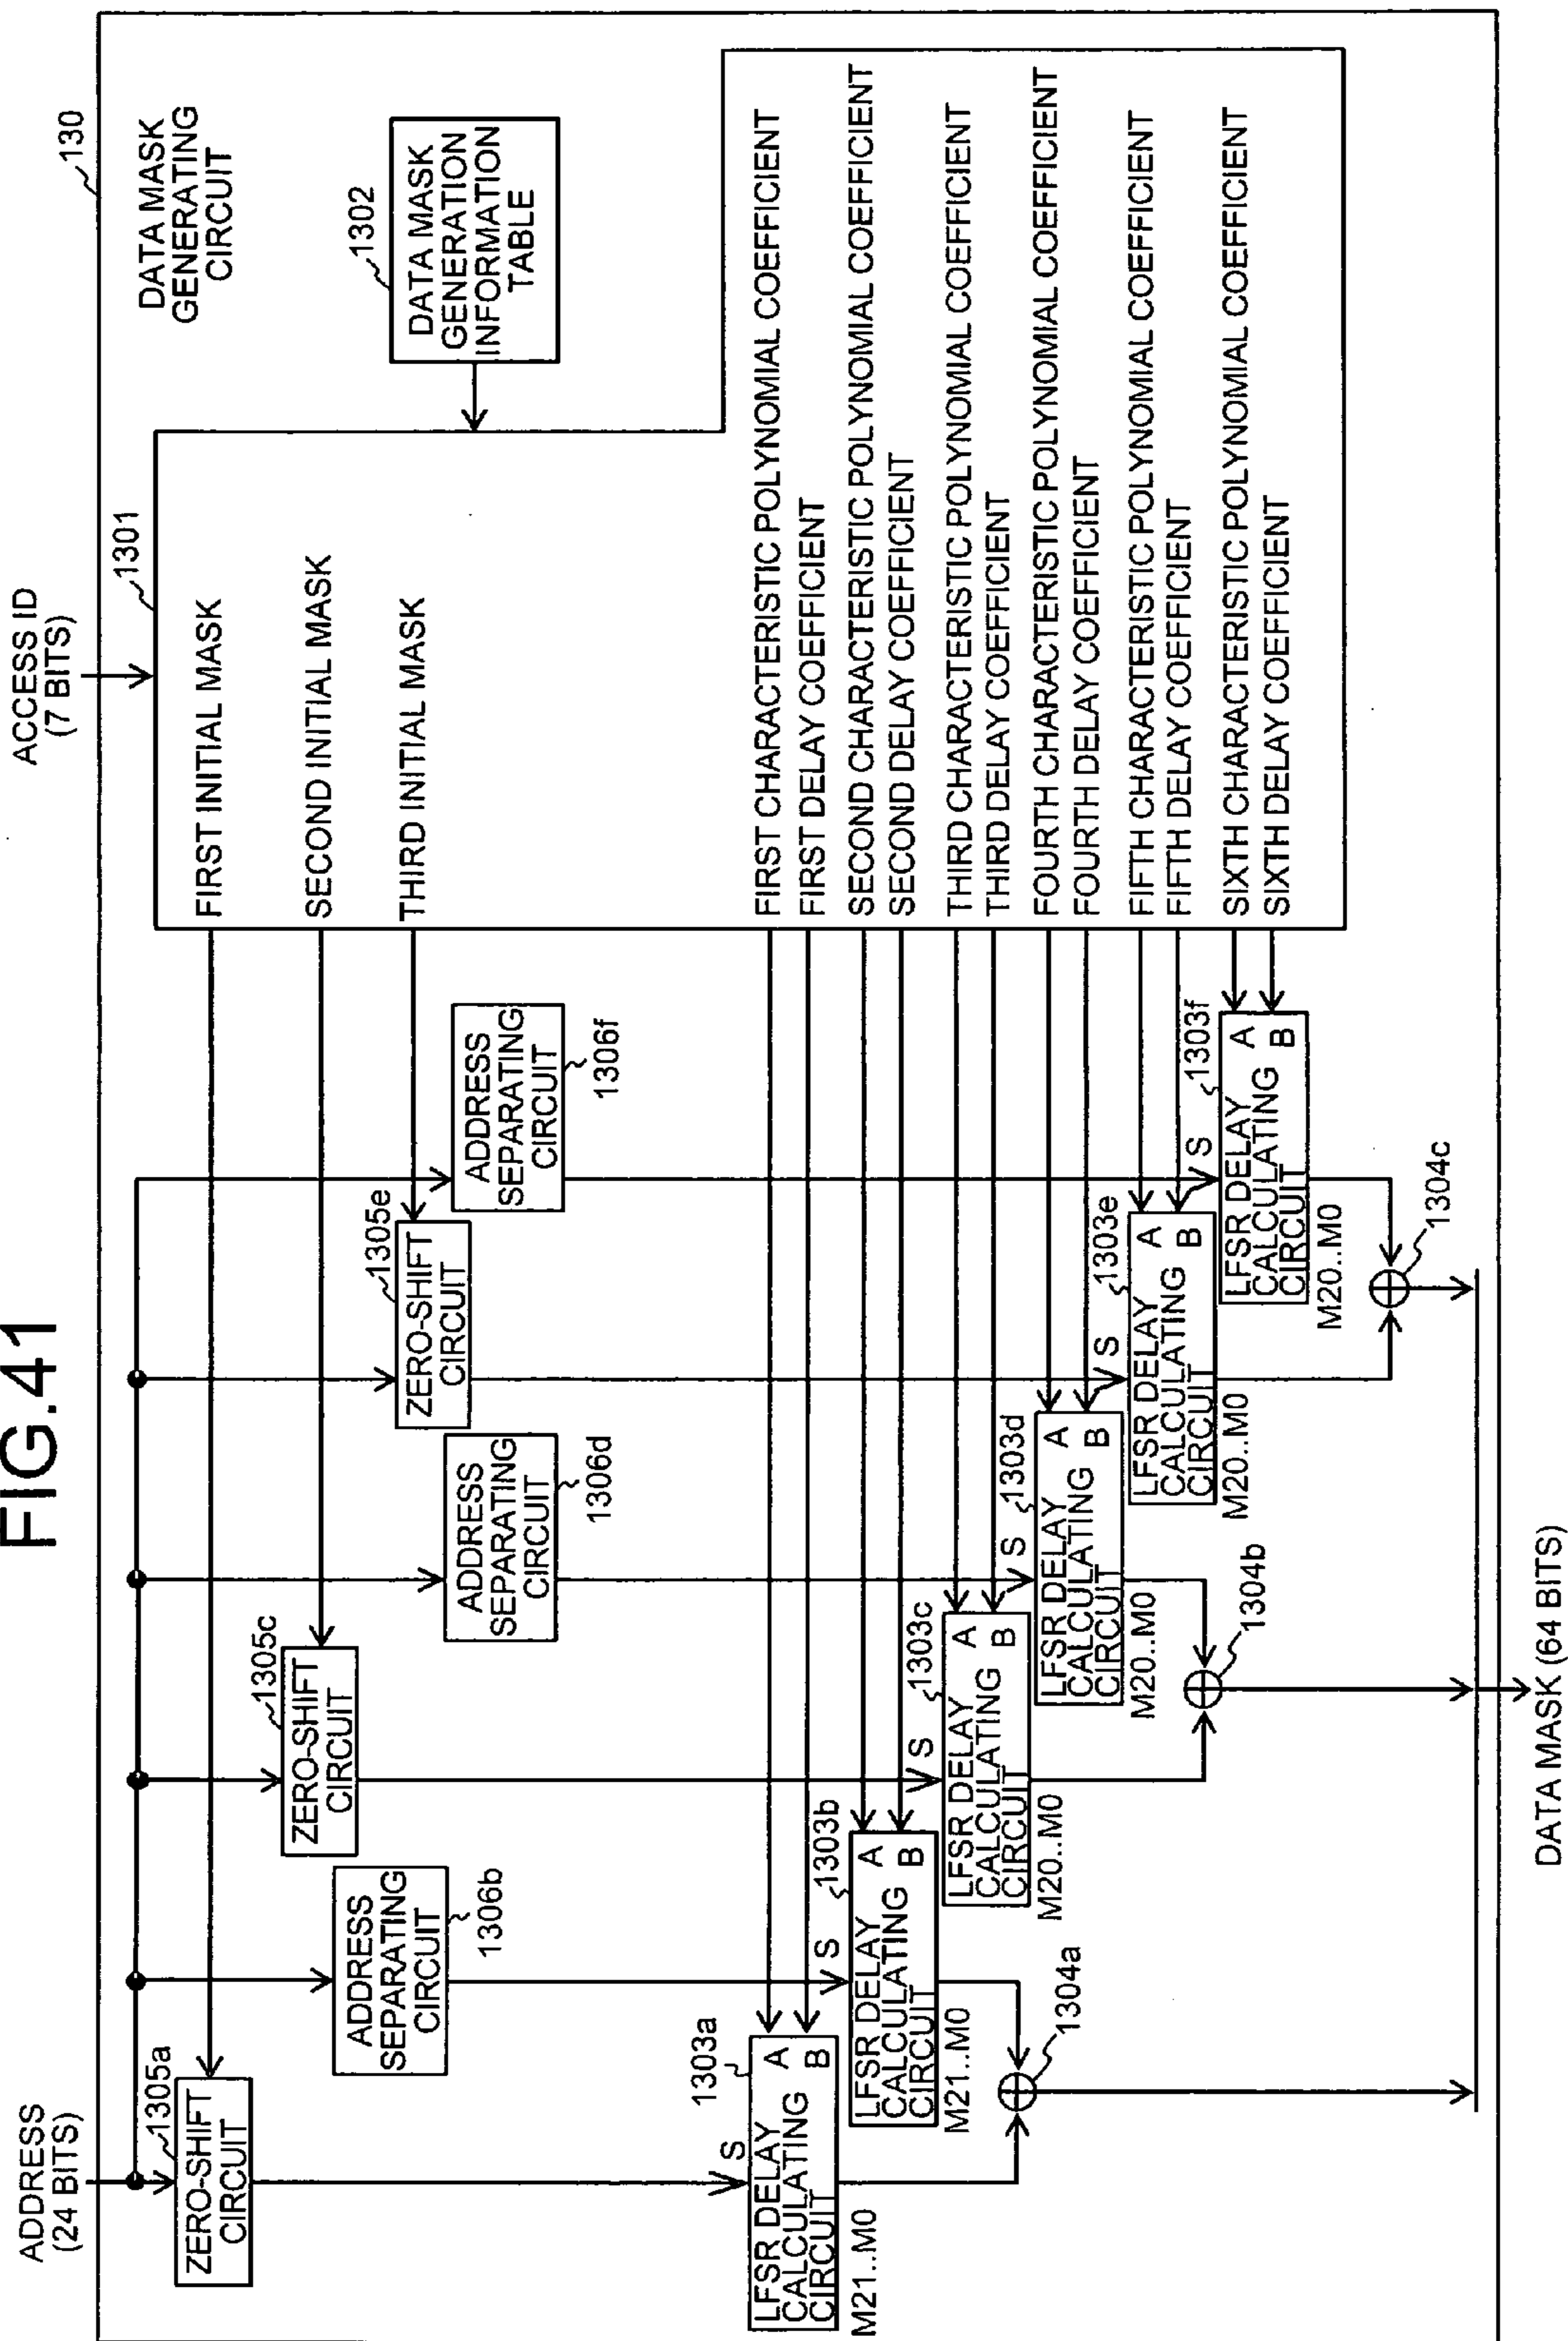 FIG.41
ADDRESS
(24 BITS)
ACCESS ID
(7 BITS)
130
DATA MASK
GENERATING
CIRCUIT
1305a
ZERO-SHIFT
CIRCUIT
1306b
ADDRESS
SEPARATING
CIRCUIT
1305c
ZERO-SHIFT
CIRCUIT
1306d
ADDRESS
SEPARATING
CIRCUIT
1305e
ZERO-SHIFT
CIRCUIT
1306f
ADDRESS
SEPARATING
CIRCUIT
1301
FIRST INITIAL MASK
SECOND INITIAL MASK
THIRD INITIAL MASK
1302
DATA MASK
GENERATION
INFORMATION
TABLE
FIRST CHARACTERISTIC POLYNOMIAL COEFFICIENT
FIRST DELAY COEFFICIENT
SECOND CHARACTERISTIC POLYNOMIAL COEFFICIENT
SECOND DELAY COEFFICIENT
THIRD CHARACTERISTIC POLYNOMIAL COEFFICIENT
THIRD DELAY COEFFICIENT
FOURTH CHARACTERISTIC POLYNOMIAL COEFFICIENT
FOURTH DELAY COEFFICIENT
FIFTH CHARACTERISTIC POLYNOMIAL COEFFICIENT
FIFTH DELAY COEFFICIENT
SIXTH CHARACTERISTIC POLYNOMIAL COEFFICIENT
SIXTH DELAY COEFFICIENT
1303a
S
LFSR DELAY
CALCULATING
CIRCUIT
A
B
M21..M0
1303b
S
LFSR DELAY
CALCULATING
CIRCUIT
A
B
M21..M0
1303c
S
LFSR DELAY
CALCULATING
CIRCUIT
A
B
M20..M0
1303d
S
LFSR DELAY
CALCULATING
CIRCUIT
A
B
M20..M0
1303e
S
LFSR DELAY
CALCULATING
CIRCUIT
A
B
M20..M0
1303f
S
LFSR DELAY
CALCULATING
CIRCUIT
A
B
M20..M0
1304a
1304b
1304c
DATA MASK (64 BITS)